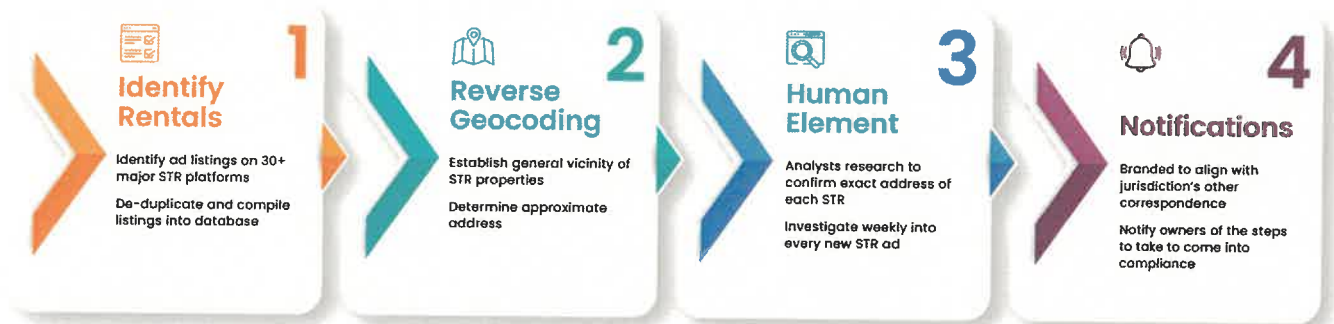 1
Identify
Rentals
Identify ad listings on 30+
major STR platforms
De-duplicate and compile
listings into database
2
Reverse
Geocoding
Establish general vicinity of
STR properties
Determine approximate
address
3
Human
Element
Analysts research to
confirm exact address of
each STR
Investigate weekly into
every new STR ad
4
Notifications
Branded to align with
jurisdiction's other
correspondence
Notify owners of the steps
to take to come into
compliance